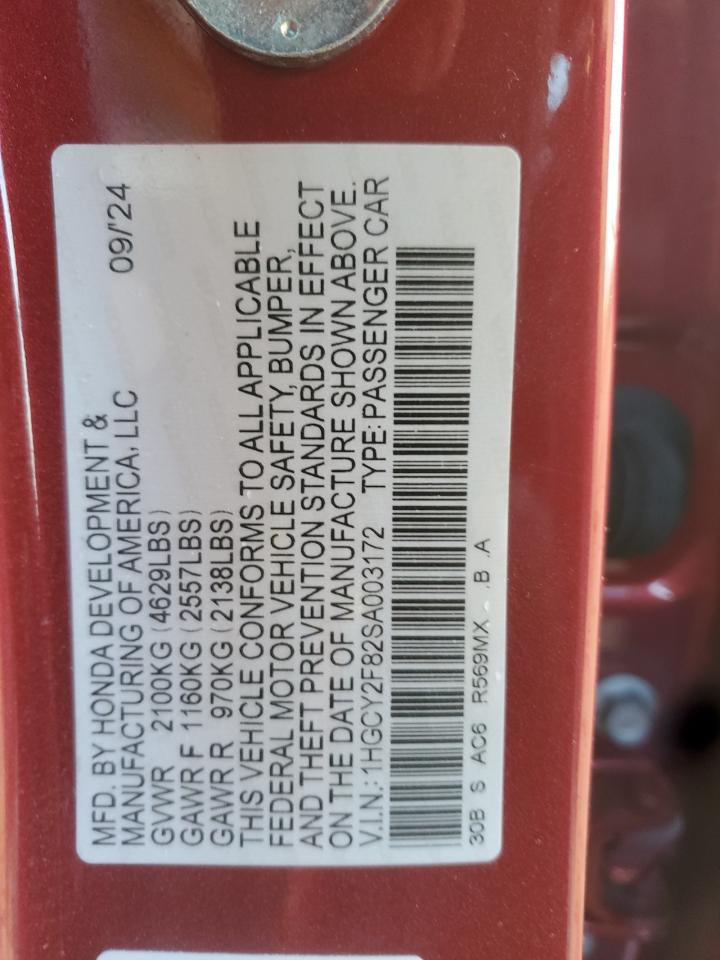 MFD. BY HONDA DEVELOPMENT &
MANUFACTURING OF AMERICA, LLC 09/'24
GVWR 2100KG (4629LBS)
GAWR F 1160KG (2557LBS)
GAWR R 970KG (2138LBS)
THIS VEHICLE CONFORMS TO ALL APPLICABLE
FEDERAL MOTOR VEHICLE SAFETY, BUMPER,
AND THEFT PREVENTION STANDARDS IN EFFECT
ON THE DATE OF MANUFACTURE SHOWN ABOVE.
V.I.N.: 1HGCY2F82SA003172 TYPE: PASSENGER CAR
30B S AC6 R569MX . .B .A